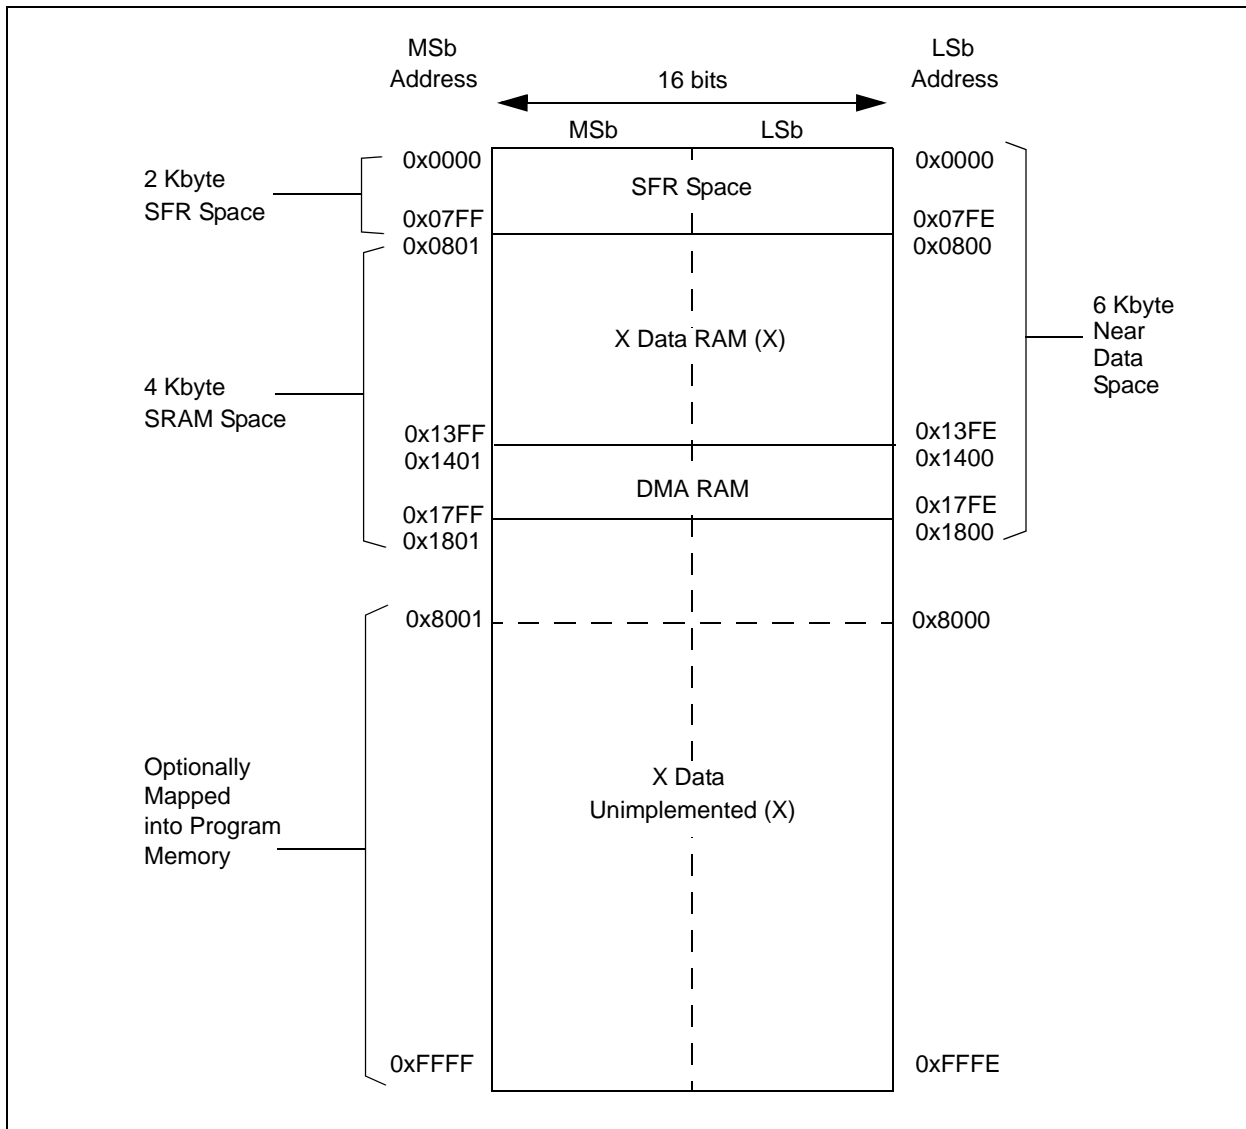 MSb
Address
LSb
Address
16 bits
MSb
LSb
0x0000
0x0000
2 Kbyte
SFR Space
SFR Space
0x07FF
0x07FE
0x0801
0x0800
X Data RAM (X)
6 Kbyte
Near
Data
Space
4 Kbyte
SRAM Space
0x13FF
0x13FE
0x1401
0x1400
DMA RAM
0x17FF
0x17FE
0x1801
0x1800
0x8001
0x8000
Optionally
Mapped
into Program
Memory
X Data
Unimplemented (X)
0xFFFF
0xFFFE